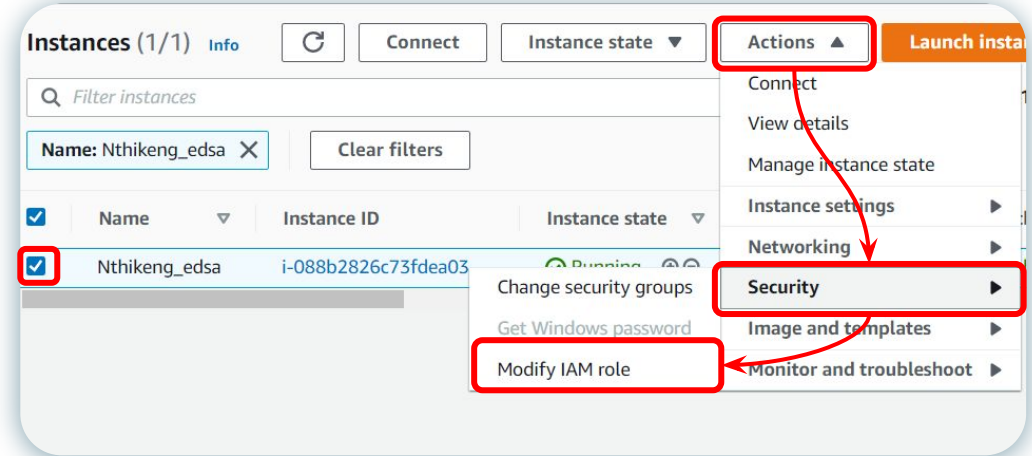 Instances (1/1) Info Connect Instance state Actions Launch
Filter instances Connect
View details
Name: Nthikeng_edsa Clear filters
Manage instance state
Name Instance ID Instance state Instance settings
Networking
Nthikeng_edsa i-088b2826c73fdea03 Running
Change security groups Security
Get Windows password Image and templates
Modify IAM role Monitor and troubleshoot